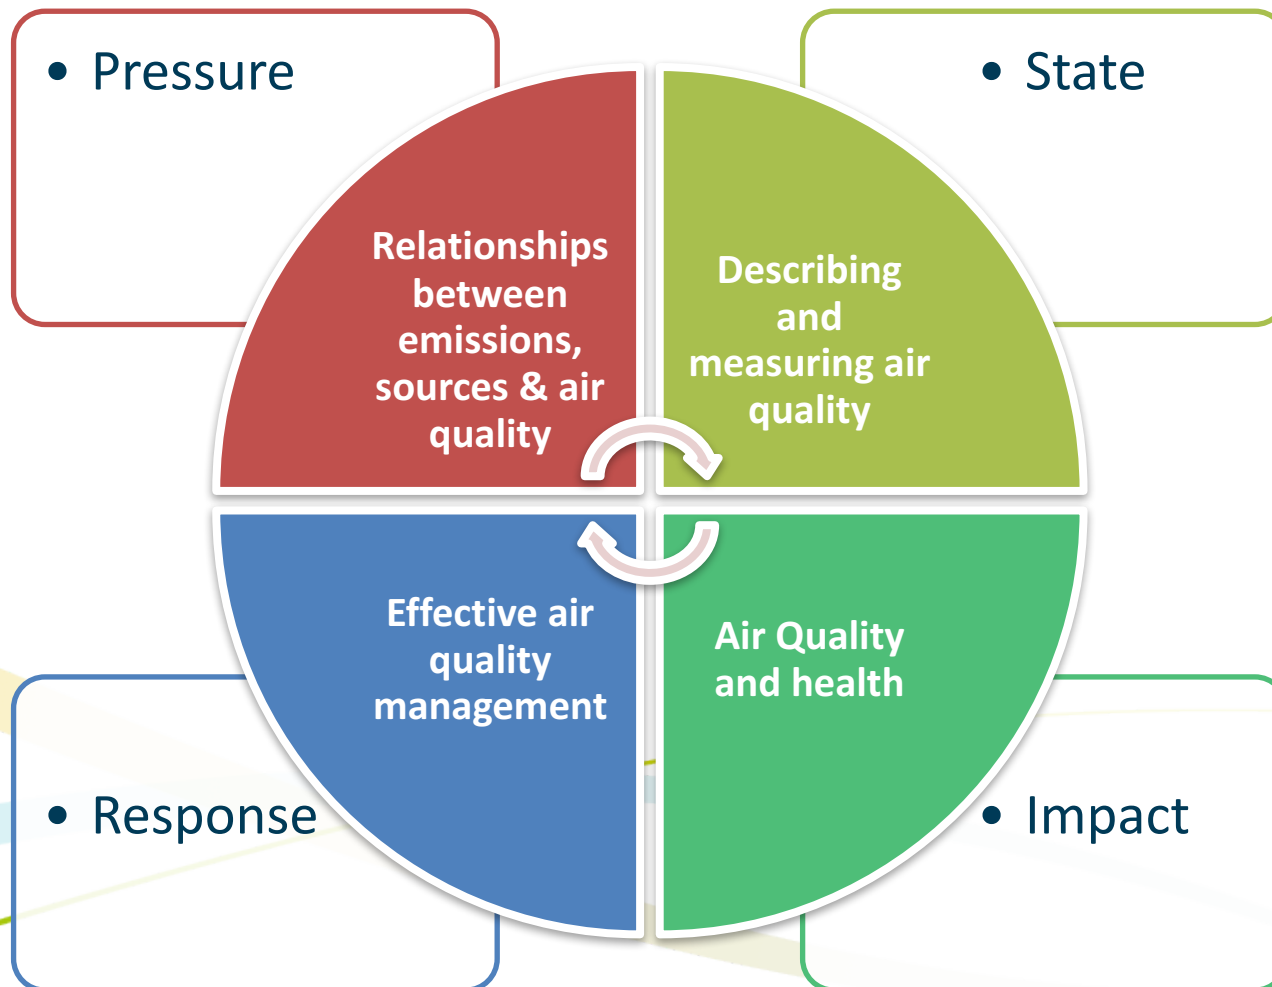 • Pressure
• State
Relationships
between
emissions,
sources & air
quality
Describing
and
measuring air
quality
Effective air
quality
management
Air Quality
and health
• Response
• Impact